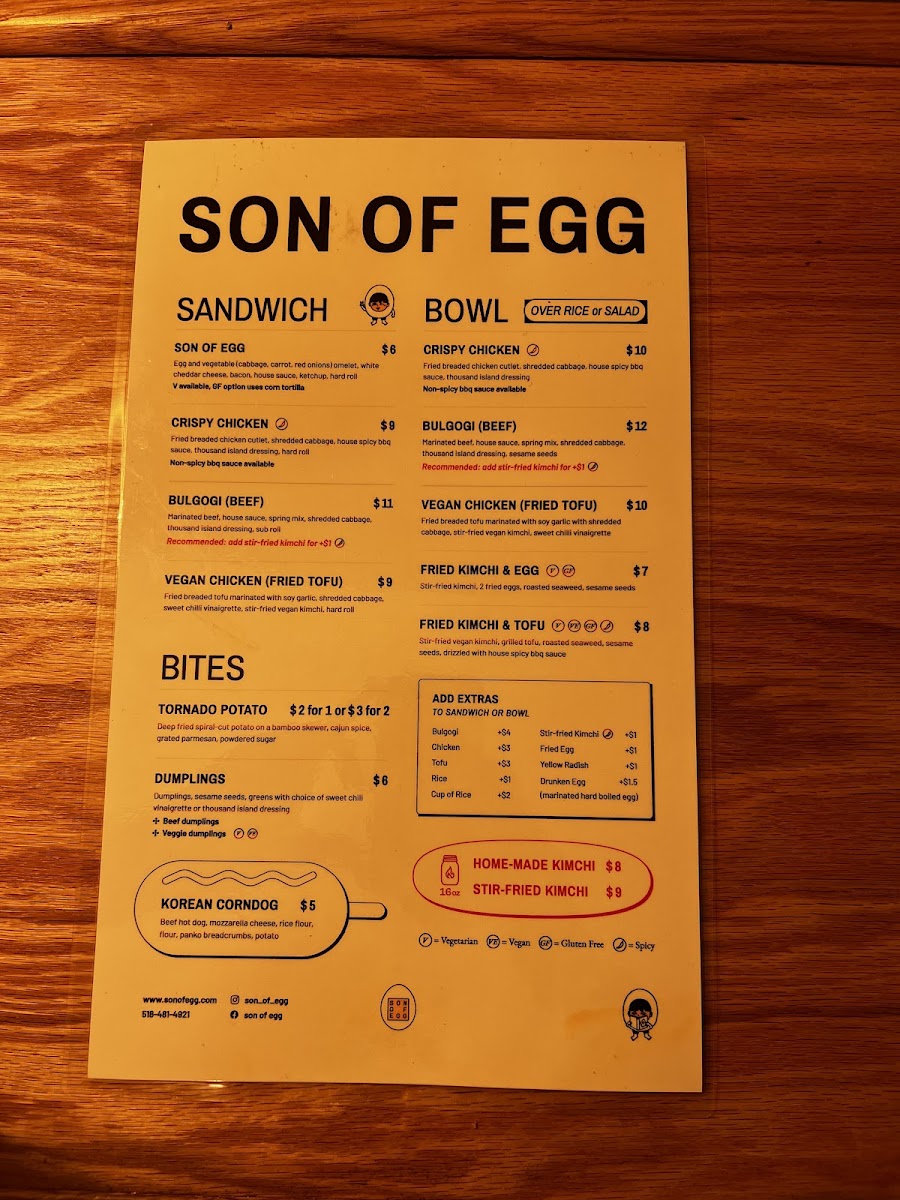 SON OF EGG
SANDWICH
SON OF EGG $6
Egg and vegetable (cabbage, carrot, red onions) omelet, white
cheddar cheese, bacon, house sauce, ketchup, hard roll
V available, GF option uses corn tortilla
CRISPY CHICKEN $9
Fried breaded chicken cutlet, shredded cabbage, house spicy bbq
sauce, thousand island dressing, hard roll
Non-spicy bbq sauce available
BULGOGI (BEEF) $11
Marinated beef, house sauce, spring mix, shredded cabbage,
thousand island dressing, sub roll
Recommended: add stir-fried kimchi for +$1
VEGAN CHICKEN (FRIED TOFU) $9
Fried breaded tofu marinated with soy garlic, shredded cabbage,
sweet chili vinaigrette, stir-fried vegan kimchi, hard roll
BITES
TORNADO POTATO $2 for 1 or $3 for 2
Deep fried spiral-cut potato on a bamboo skewer, cajun spice,
grated parmesan, powdered sugar
DUMPLINGS $6
Dumplings, sesame seeds, greens with choice of sweet chili
vinaigrette or thousand island dressing
✢ Beef dumplings
✢ Veggie dumplings V VE
KOREAN CORNDOG $5
Beef hot dog, mozzarella cheese, rice flour,
flour, panko breadcrumbs, potato
BOWL OVER RICE or SALAD
CRISPY CHICKEN $10
Fried breaded chicken cutlet, shredded cabbage, house spicy bbq
sauce, thousand island dressing
Non-spicy bbq sauce available
BULGOGI (BEEF) $12
Marinated beef, house sauce, spring mix, shredded cabbage,
thousand island dressing, sesame seeds
Recommended: add stir-fried kimchi for +$1
VEGAN CHICKEN (FRIED TOFU) $10
Fried breaded tofu marinated with soy garlic with shredded
cabbage, stir-fried vegan kimchi, sweet chilli vinaigrette
FRIED KIMCHI & EGG V GF $7
Stir-fried kimchi, 2 fried eggs, roasted seaweed, sesame seeds
FRIED KIMCHI & TOFU V VE GF $8
Stir-fried vegan kimchi, grilled tofu, roasted seaweed, sesame
seeds, drizzled with house spicy bbq sauce
ADD EXTRAS
TO SANDWICH OR BOWL
Bulgogi +$4
Chicken +$3
Tofu +$3
Rice +$1
Cup of Rice +$2
Stir-fried Kimchi +$1
Fried Egg +$1
Yellow Radish +$1
Drunken Egg +$1.5
(marinated hard boiled egg)
16oz
HOME-MADE KIMCHI $8
STIR-FRIED KIMCHI $9
V = Vegetarian VE = Vegan GF = Gluten Free = Spicy
www.sonofegg.com son_of_egg
518-481-4921 son of egg
SON
OF
EGG